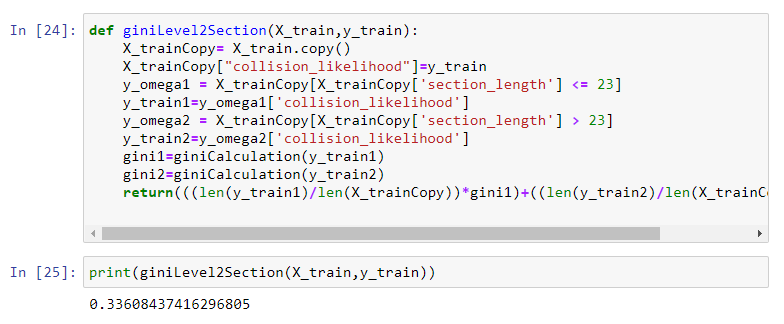 In [24]: def giniLevel2Section(X_train,y_train):
X_trainCopy= X_train.copy()
X_trainCopy["collision_likelihood"]=y_train
y_omega1 = X_trainCopy[X_trainCopy['section_length'] <= 23]
y_train1=y_omega1['collision_likelihood']
y_omega2 = X_trainCopy[X_trainCopy['section_length'] > 23]
y_train2=y_omega2['collision_likelihood']
gini1=giniCalculation(y_train1)
gini2=giniCalculation(y_train2)
return(((len(y_train1)/len(X_trainCopy))*gini1)+((len(y_train2)/len(X_trainC
In [25]: print(giniLevel2Section(X_train,y_train))
0.33608437416296805